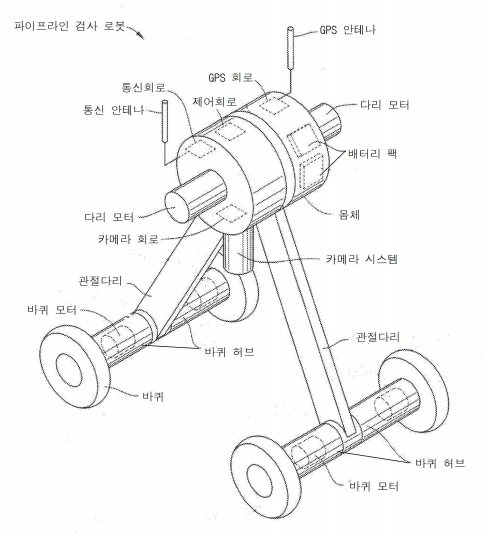 파이프라인 검사 로봇
GPS 안테나
GPS 회로
통신회로
제어회로
통신 안테나
다리 모터
배터리 팩
다리 모터
몸체
카메라 회로
카메라 시스템
관절다리
바퀴 모터
바퀴 허브
관절다리
바퀴
바퀴 허브
바퀴 모터